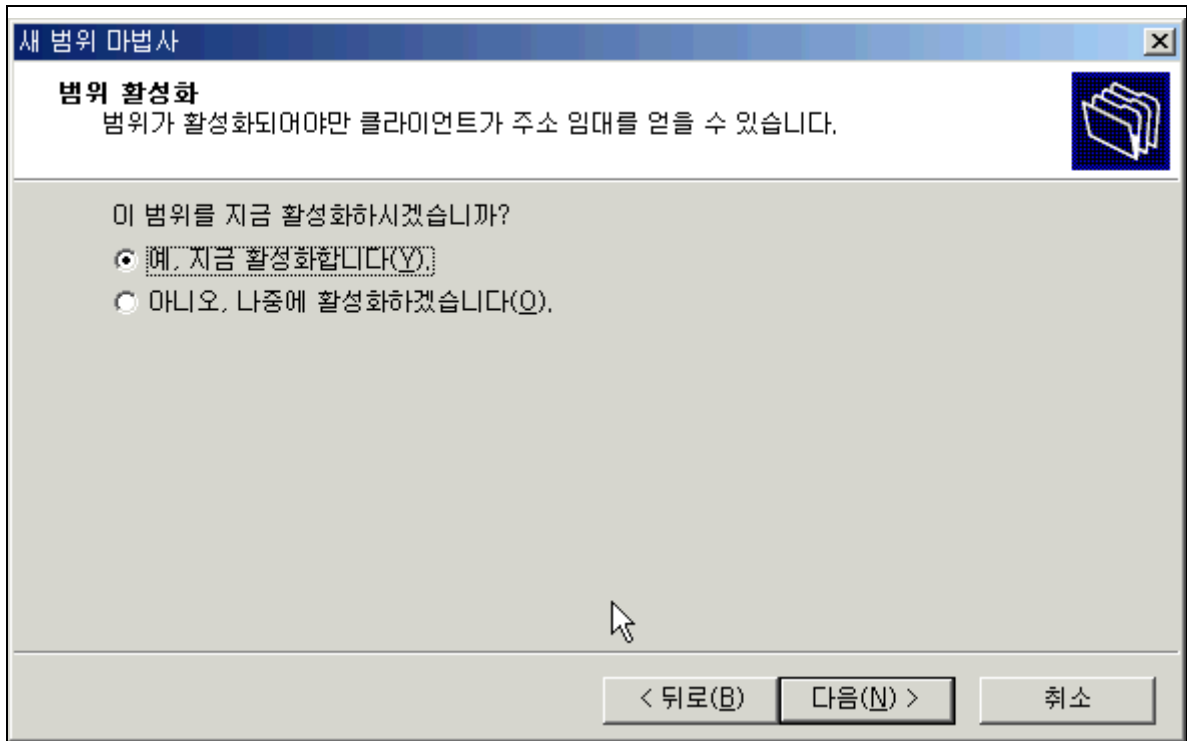 새 범위 마법사
범위 활성화
범위가 활성화되어야만 클라이언트가 주소 임대를 얻을 수 있습니다.
이 범위를 지금 활성화하시겠습니까?
예, 지금 활성화합니다(Y).
아니오, 나중에 활성화하겠습니다(O).
< 뒤로(B) 다음(N) > 취소